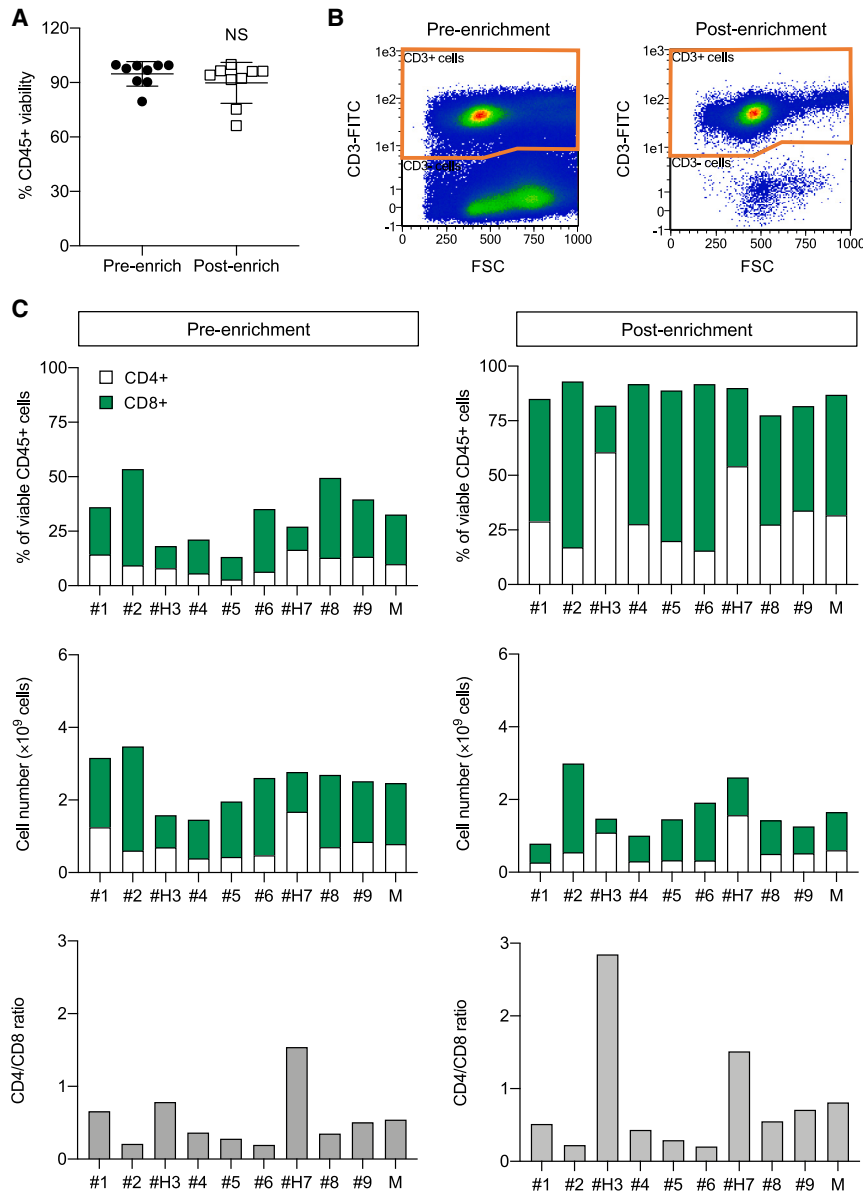 A
120
90
60
30
0
% CD45+ viability
NS
Pre-enrich
Post-enrich
B
Pre-enrichment
1e3
1e2
1e1
1
0
-1
CD3-FITC
CD3+ cells
CD3- cells
0
250
500
750
1000
FSC
Post-enrichment
1e3
1e2
1e1
1
0
-1
CD3-FITC
CD3+ cells
CD3- cells
0
250
500
750
1000
FSC
C
Pre-enrichment
Post-enrichment
100
75
50
25
0
% of viable CD45+ cells
CD4+
CD8+
#1 #2 #H3 #4 #5 #6 #H7 #8 #9 M
100
75
50
25
0
% of viable CD45+ cells
#1 #2 #H3 #4 #5 #6 #H7 #8 #9 M
6
4
2
0
Cell number (×10⁹ cells)
#1 #2 #H3 #4 #5 #6 #H7 #8 #9 M
6
4
2
0
Cell number (×10⁹ cells)
#1 #2 #H3 #4 #5 #6 #H7 #8 #9 M
3
2
1
0
CD4/CD8 ratio
#1 #2 #H3 #4 #5 #6 #H7 #8 #9 M
3
2
1
0
CD4/CD8 ratio
#1 #2 #H3 #4 #5 #6 #H7 #8 #9 M